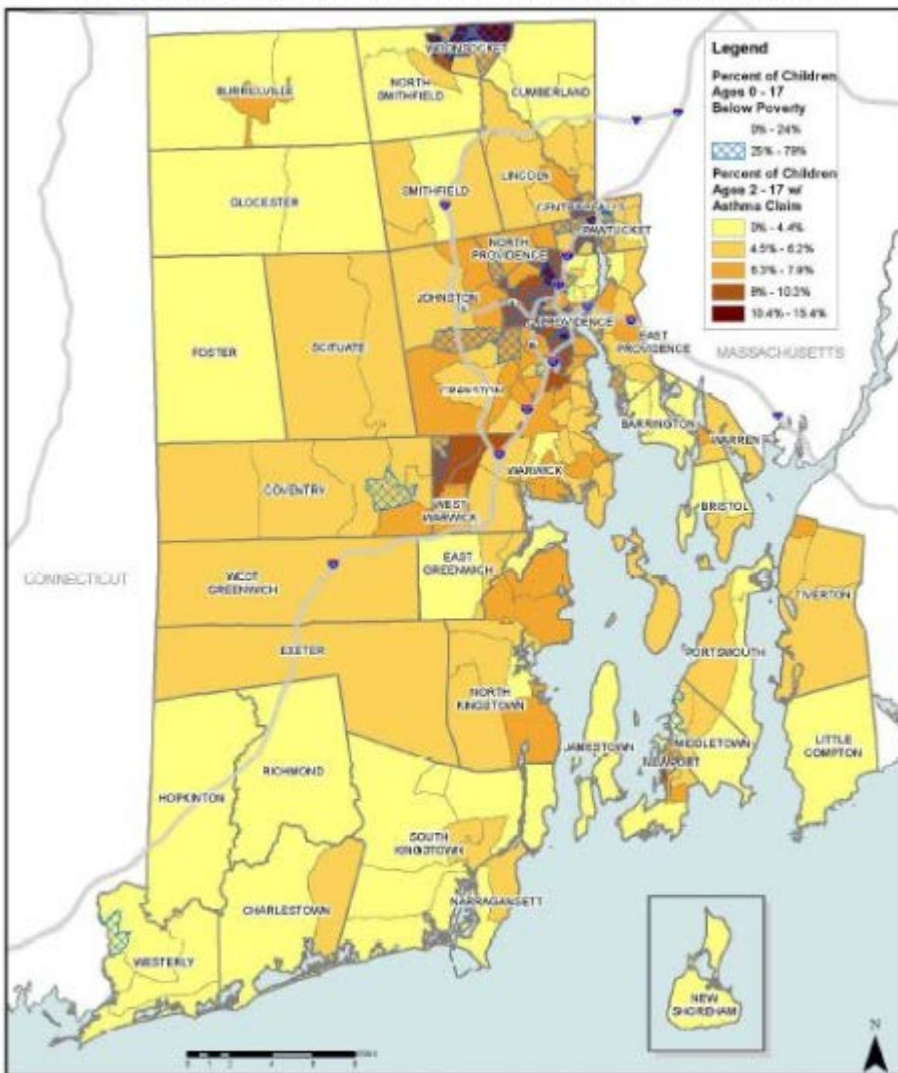 WOONSOCKET
BURRILLVILLE
NORTH
SMITHFIELD
CUMBERLAND
Legend
Percent of Children
Ages 0 - 17
Below Poverty
0% - 24%
25% - 79%
Percent of Children
Ages 2 - 17 w/
Asthma Claim
0% - 4.4%
4.5% - 6.2%
6.3% - 7.9%
8% - 10.3%
10.4% - 15.4%
GLOCESTER
SMITHFIELD
LINCOLN
CENTRAL FALLS
PAWTUCKET
NORTH
PROVIDENCE
JOHNSTON
PROVIDENCE
EAST
PROVIDENCE
MASSACHUSETTS
FOSTER
SCITUATE
CRANSTON
BARRINGTON
WARREN
COVENTRY
WEST
WARWICK
WARWICK
BRISTOL
CONNECTICUT
WEST
GREENWICH
EAST
GREENWICH
TIVERTON
EXETER
PORTSMOUTH
NORTH
KINGSTOWN
JAMESTOWN
MIDDLETOWN
NEWPORT
LITTLE
COMPTON
HOPKINTON
RICHMOND
SOUTH
KINGSTOWN
CHARLESTOWN
NARRAGANSETT
WESTERLY
NEW
SHOREHAM
N